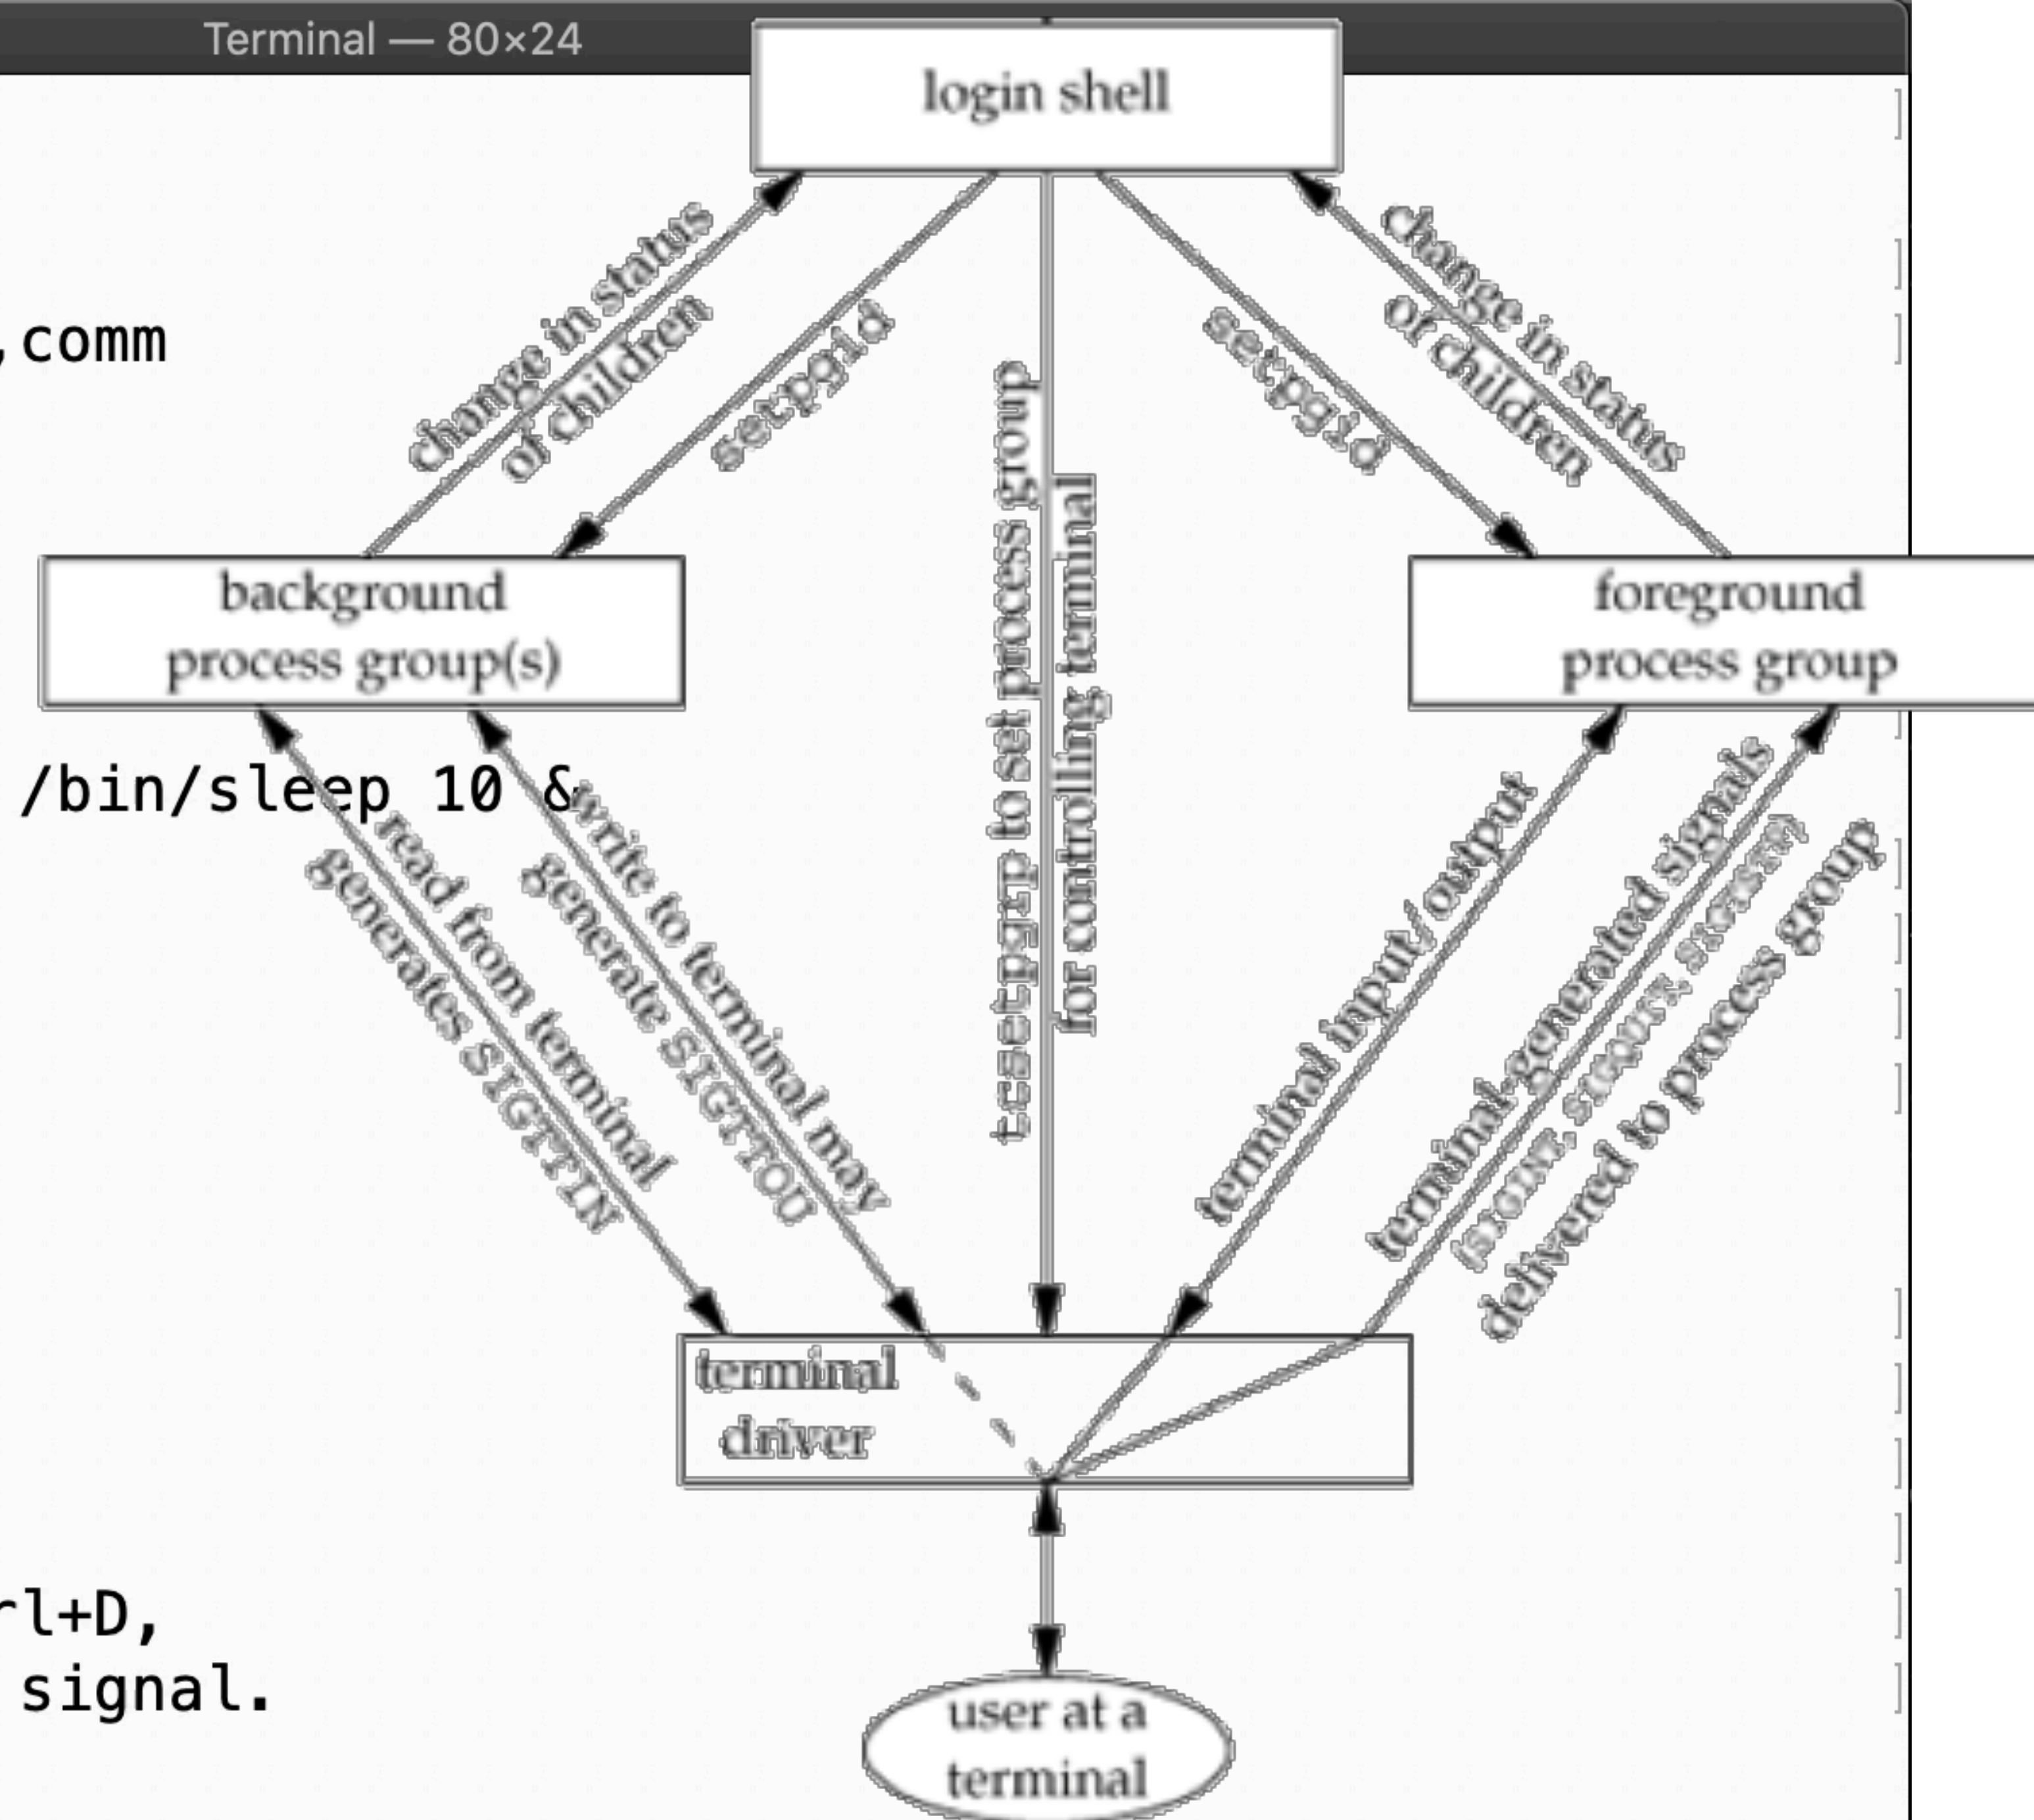 Terminal — 80×24
login shell
change in status
of children
setpgid
tcsetpgrp to set process group
for controlling terminal
setpgid
change in status
of children
,comm
background
process group(s)
foreground
process group
/bin/sleep 10 &
read from terminal
generates SIGTTIN
write to terminal may
generate SIGTTOU
terminal input/output
terminal-generated signals
(SIGINT, SIGQUIT, SIGTSTP)
delivered to process group
terminal
driver
rl+D,
signal.
user at a
terminal